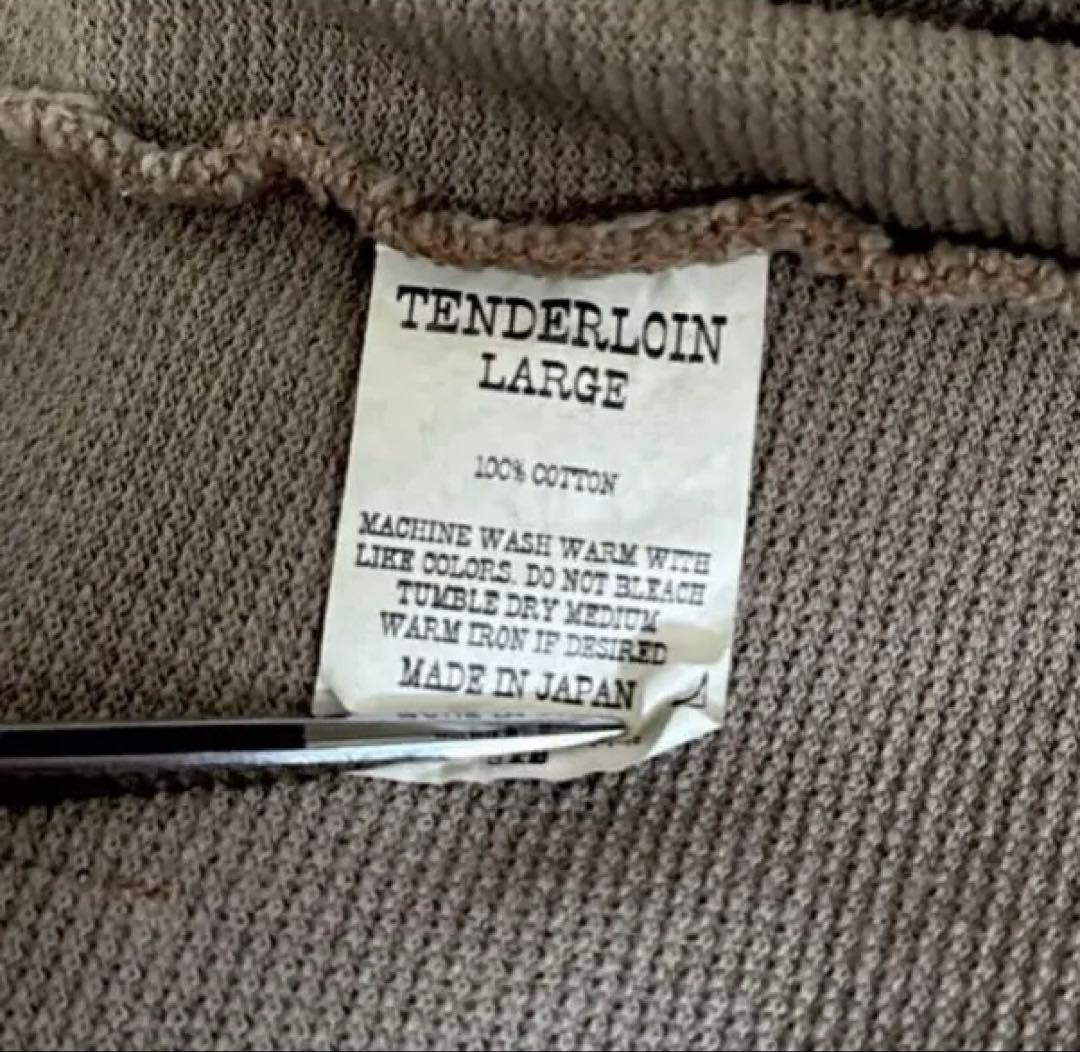 TENDERLOIN
LARGE
100% COTTON
MACHINE WASH WARM WITH
LIKE COLORS. DO NOT BLEACH
TUMBLE DRY MEDIUM
WARM IRON IF DESIRED
MADE IN JAPAN